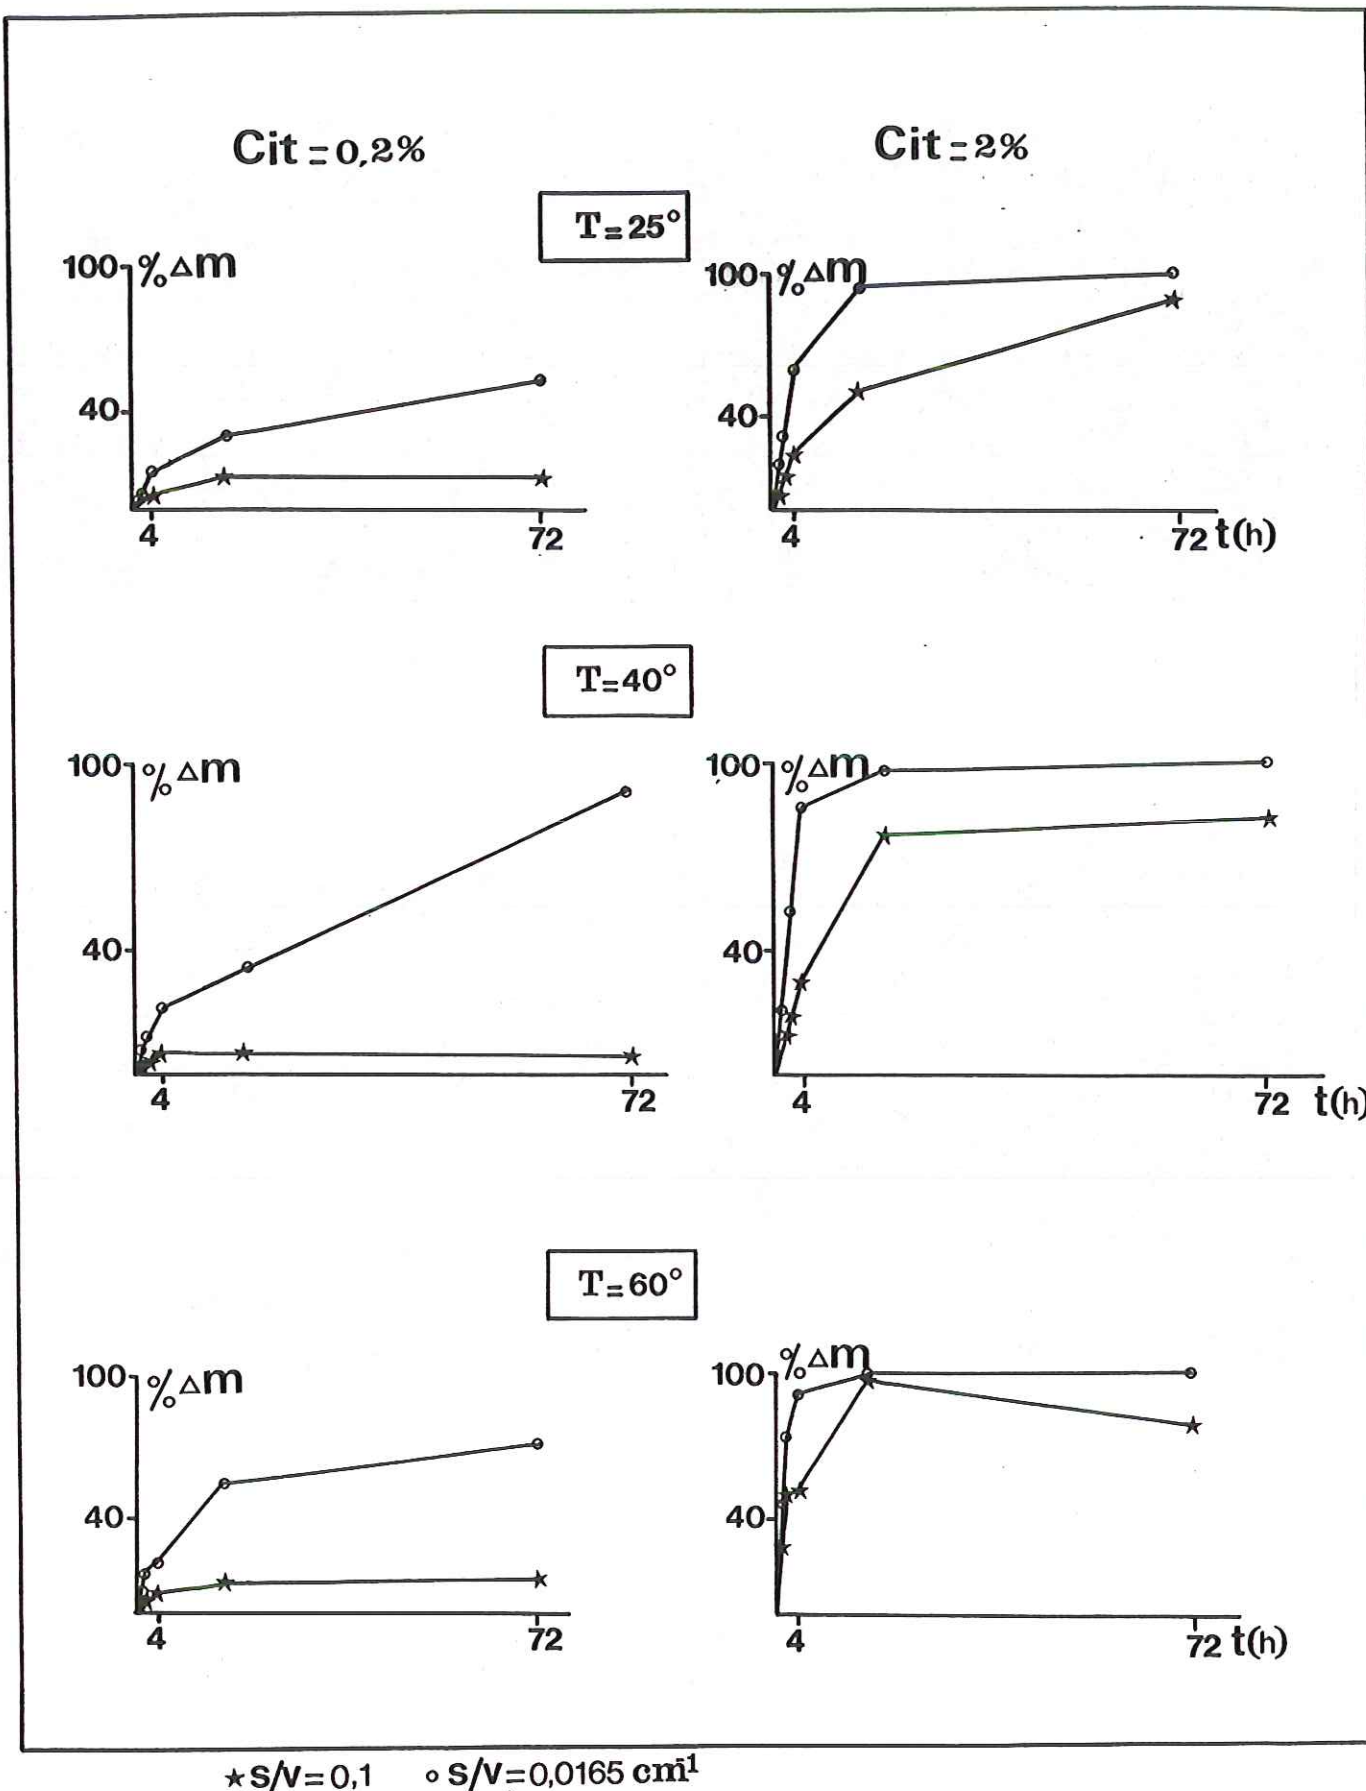 Cit = 0,2% Cit = 2%
T=25°
100 % Δm 100 % Δm
40 40
4 72 4 72 t(h)
T=40°
100 % Δm 100 % Δm
40 40
4 72 4 72 t(h)
T=60°
100 % Δm 100 % Δm
40 40
4 72 4 72 t(h)
★ S/V=0,1 ∘ S/V=0,0165 cm⁻¹